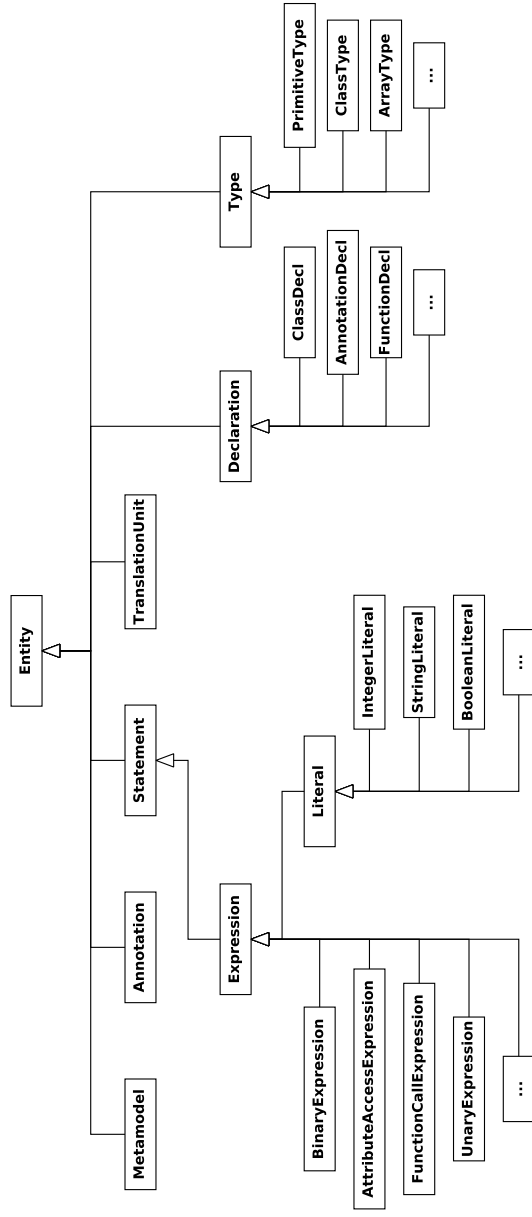 Entity
Metamodel
Annotation
Statement
TranslationUnit
Expression
Declaration
Type
BinaryExpression
AttributeAccessExpression
FunctionCallExpression
UnaryExpression
...
Literal
IntegerLiteral
StringLiteral
BooleanLiteral
...
ClassDecl
AnnotationDecl
FunctionDecl
...
PrimitiveType
ClassType
ArrayType
...